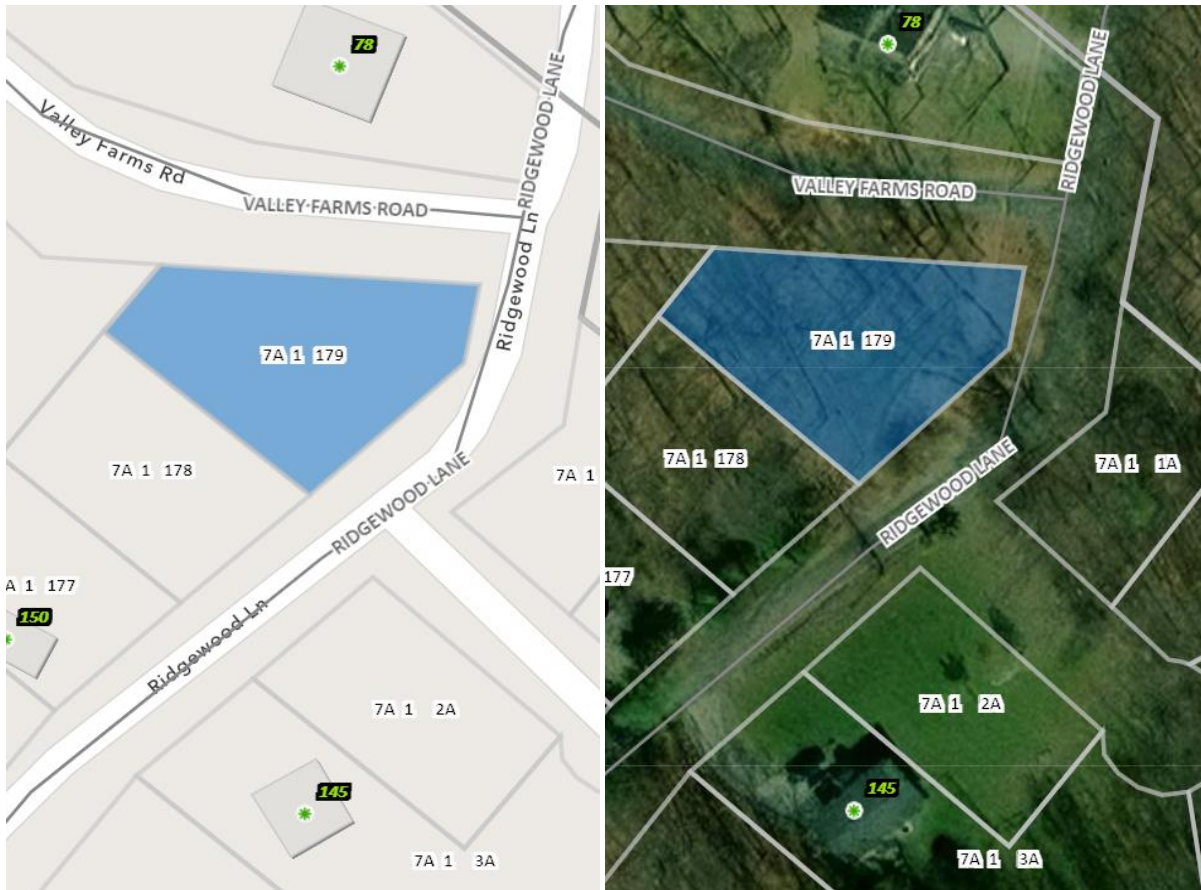 78
RIDGEWOOD LANE
Valley Farms Rd
VALLEY FARMS ROAD
Ridgewood Ln
7A 1 179
7A 1 178
7A 1
RIDGEWOOD LANE
A 1 177
150
Ridgewood Ln
7A 1 2A
145
7A 1 3A
78
RIDGEWOOD LANE
VALLEY FARMS ROAD
7A 1 179
7A 1 178
7A 1 1A
RIDGEWOOD LANE
177
7A 1 2A
145
7A 1 3A